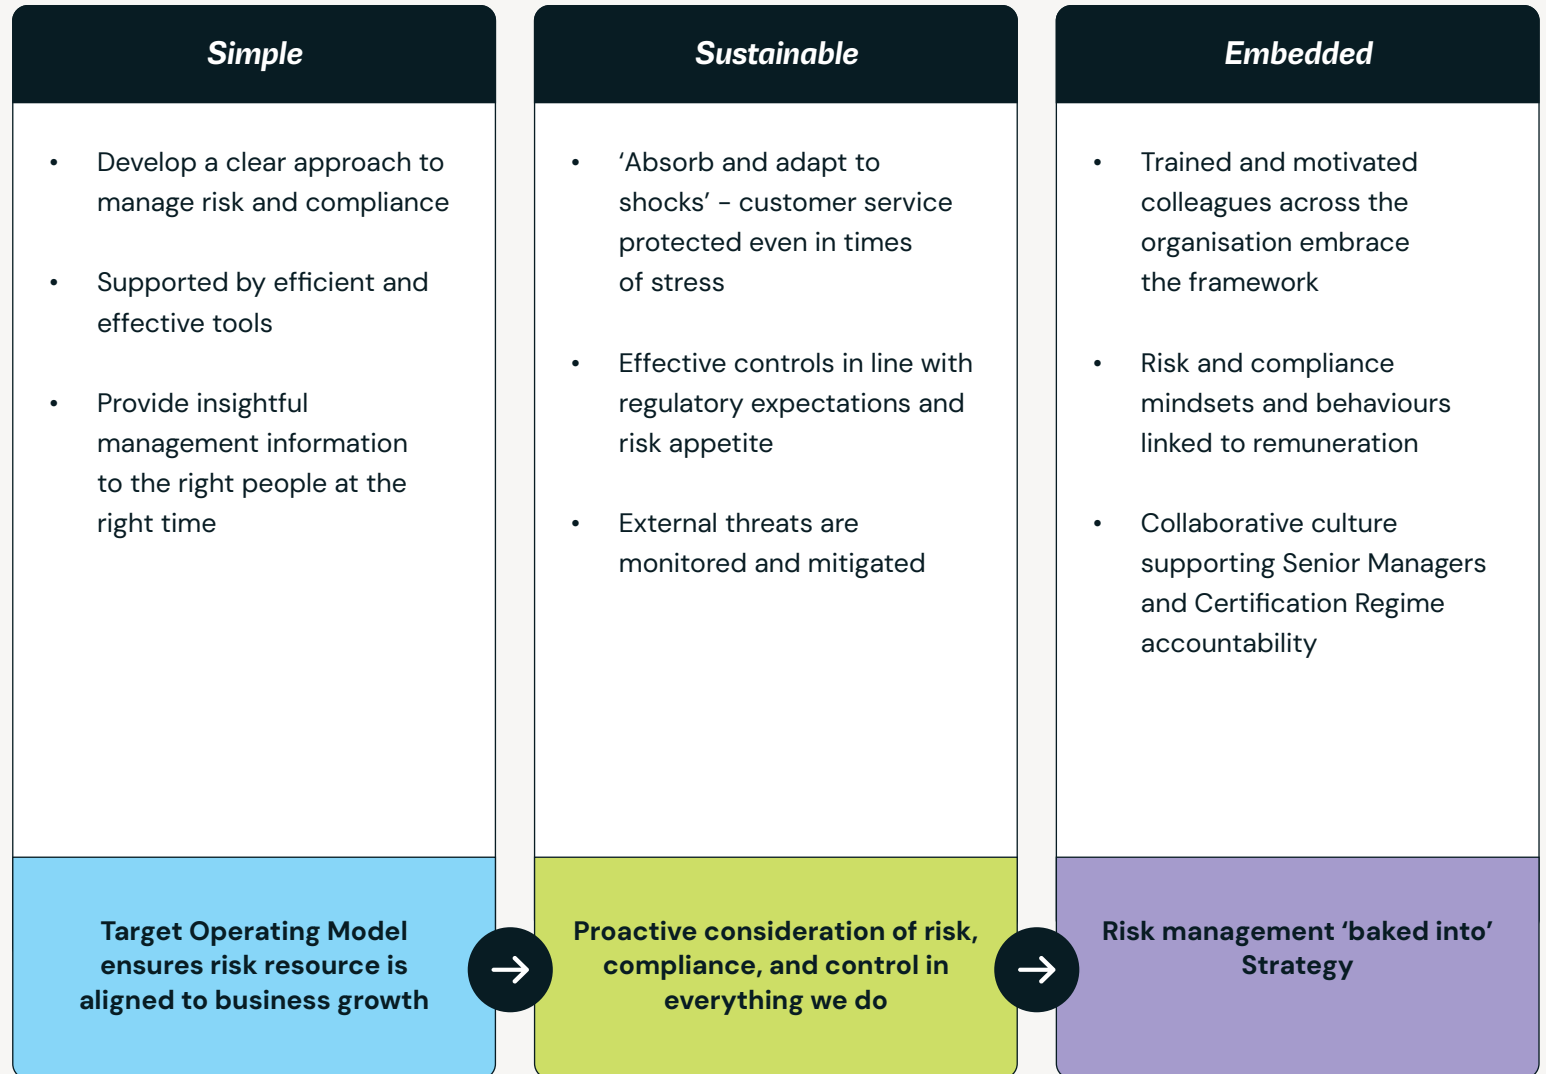 Simple
• Develop a clear approach to
manage risk and compliance
• Supported by efficient and
effective tools
• Provide insightful
management information
to the right people at the
right time
Target Operating Model
ensures risk resource is
aligned to business growth
Sustainable
• ‘Absorb and adapt to
shocks’ – customer service
protected even in times
of stress
• Effective controls in line with
regulatory expectations and
risk appetite
• External threats are
monitored and mitigated
Proactive consideration of risk,
compliance, and control in
everything we do
Embedded
• Trained and motivated
colleagues across the
organisation embrace
the framework
• Risk and compliance
mindsets and behaviours
linked to remuneration
• Collaborative culture
supporting Senior Managers
and Certification Regime
accountability
Risk management ‘baked into’
Strategy